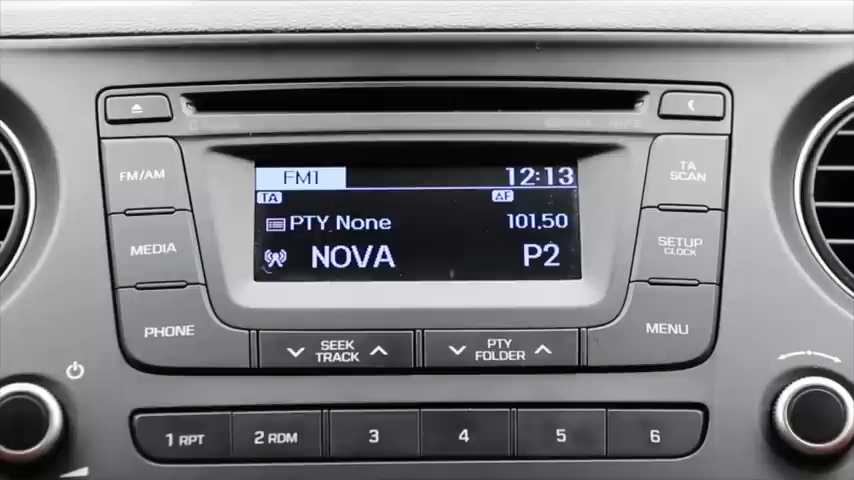 FM/AM
MEDIA
PHONE
FM1 12:13
TA AF
PTY None 101.50
NOVA P2
TA
SCAN
SETUP
CLOCK
MENU
SEEK
TRACK
PTY
FOLDER
1 RPT 2 RDM 3 4 5 6